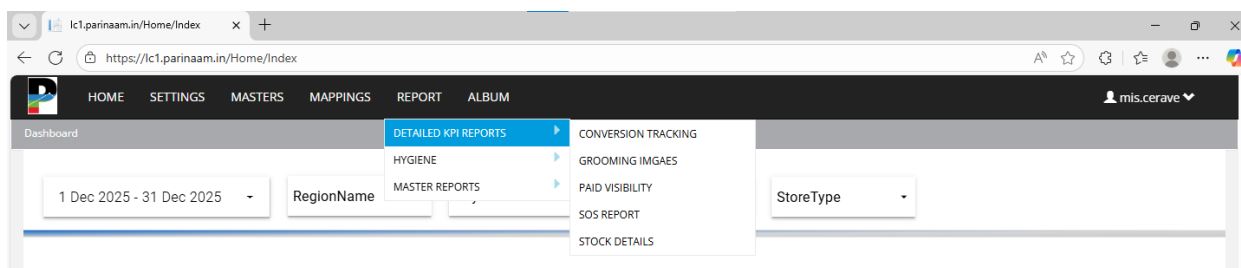 lc1.parinaam.in/Home/Index
https://lc1.parinaam.in/Home/Index
HOME SETTINGS MASTERS MAPPINGS REPORT ALBUM mis.cerave
Dashboard
DETAILED KPI REPORTS
HYGIENE
MASTER REPORTS
CONVERSION TRACKING
GROOMING IMGAES
PAID VISIBILITY
SOS REPORT
STOCK DETAILS
1 Dec 2025 - 31 Dec 2025
RegionName
StoreType